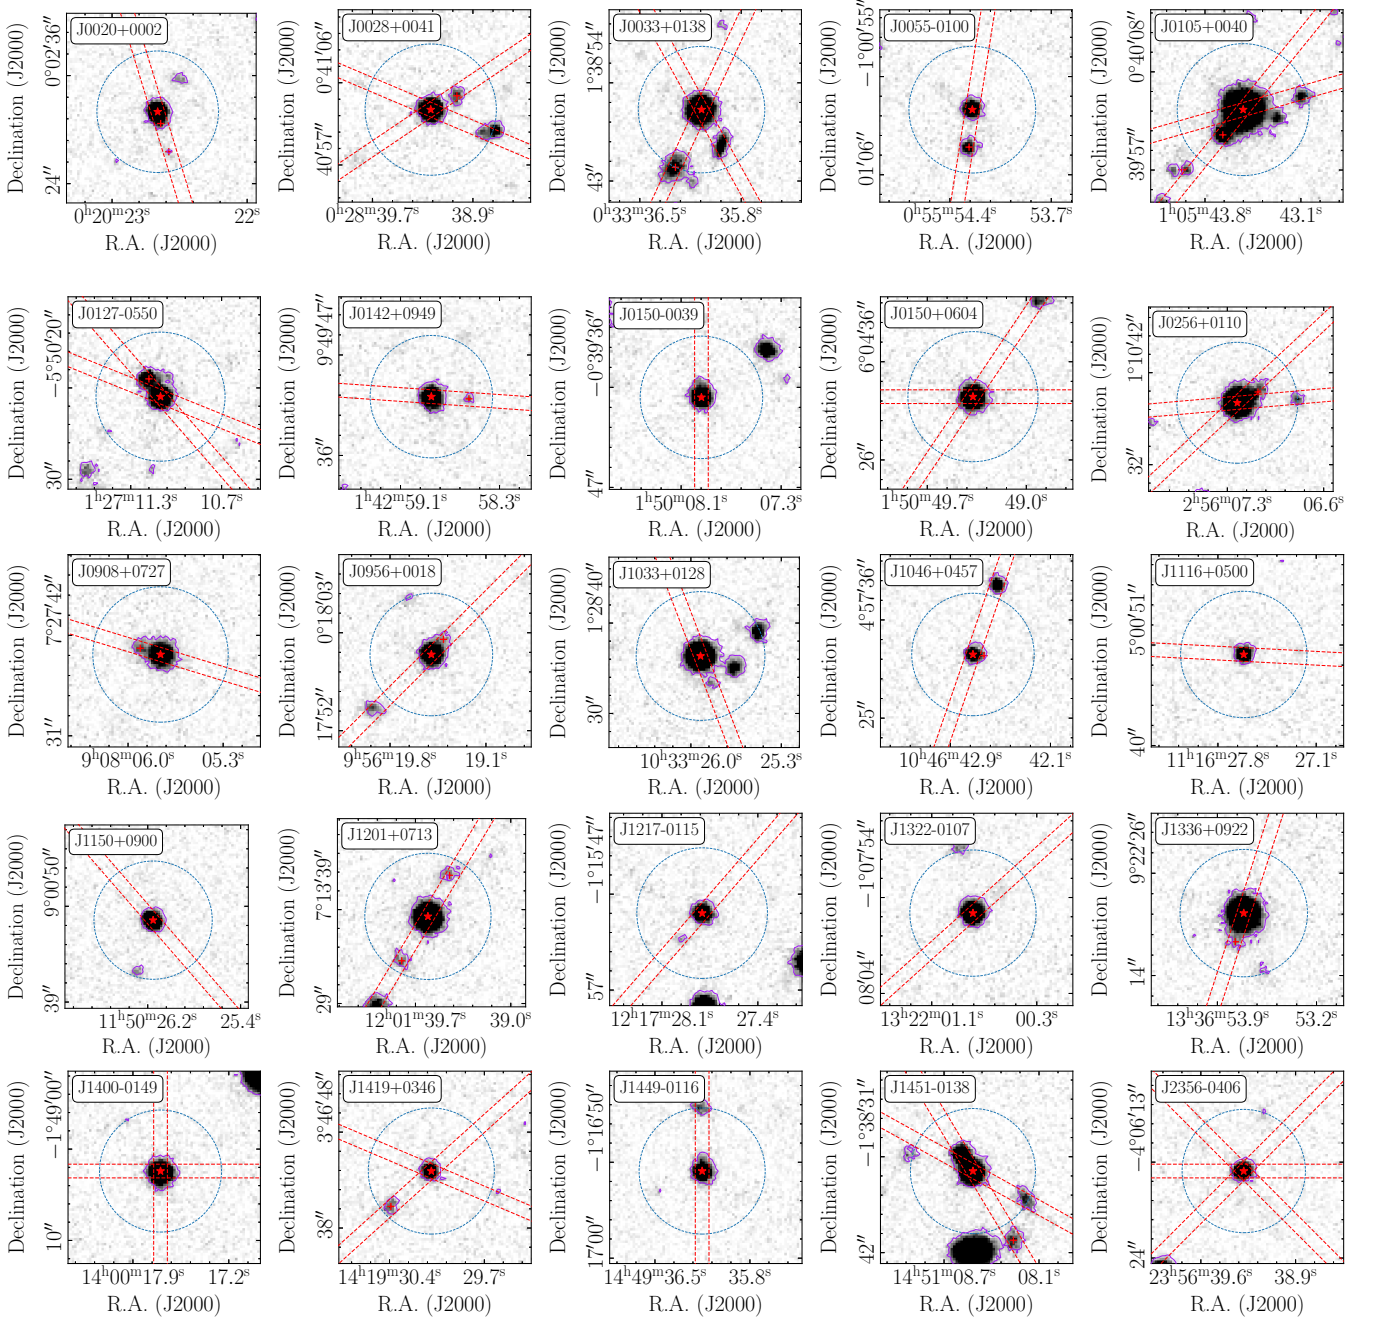 J0020+0002 J0028+0041 J0033+0138 J0055-0100 J0105+0040
Declination (J2000) Declination (J2000) Declination (J2000) Declination (J2000) Declination (J2000)
0°02′36″ 24″ 0°41′06″ 40′57″ 1°38′54″ 43″ −1°00′55″ 01′06″ 0°40′08″ 39′57″
0ʰ20ᵐ23ˢ 22ˢ 0ʰ28ᵐ39.7ˢ 38.9ˢ 0ʰ33ᵐ36.5ˢ 35.8ˢ 0ʰ55ᵐ54.4ˢ 53.7ˢ 1ʰ05ᵐ43.8ˢ 43.1ˢ
R.A. (J2000) R.A. (J2000) R.A. (J2000) R.A. (J2000) R.A. (J2000)
J0127-0550 J0142+0949 J0150-0039 J0150+0604 J0256+0110
Declination (J2000) Declination (J2000) Declination (J2000) Declination (J2000) Declination (J2000)
−5°50′20″ 30″ 9°49′47″ 36″ −0°39′36″ 47″ 6°04′36″ 26″ 1°10′42″ 32″
1ʰ27ᵐ11.3ˢ 10.7ˢ 1ʰ42ᵐ59.1ˢ 58.3ˢ 1ʰ50ᵐ08.1ˢ 07.3ˢ 1ʰ50ᵐ49.7ˢ 49.0ˢ 2ʰ56ᵐ07.3ˢ 06.6ˢ
R.A. (J2000) R.A. (J2000) R.A. (J2000) R.A. (J2000) R.A. (J2000)
J0908+0727 J0956+0018 J1033+0128 J1046+0457 J1116+0500
Declination (J2000) Declination (J2000) Declination (J2000) Declination (J2000) Declination (J2000)
7°27′42″ 31″ 0°18′03″ 17′52″ 1°28′40″ 30″ 4°57′36″ 25″ 5°00′51″ 40″
9ʰ08ᵐ06.0ˢ 05.3ˢ 9ʰ56ᵐ19.8ˢ 19.1ˢ 10ʰ33ᵐ26.0ˢ 25.3ˢ 10ʰ46ᵐ42.9ˢ 42.1ˢ 11ʰ16ᵐ27.8ˢ 27.1ˢ
R.A. (J2000) R.A. (J2000) R.A. (J2000) R.A. (J2000) R.A. (J2000)
J1150+0900 J1201+0713 J1217-0115 J1322-0107 J1336+0922
Declination (J2000) Declination (J2000) Declination (J2000) Declination (J2000) Declination (J2000)
9°00′50″ 39″ 7°13′39″ 29″ −1°15′47″ 57″ −1°07′54″ 08′04″ 9°22′26″ 14″
11ʰ50ᵐ26.2ˢ 25.4ˢ 12ʰ01ᵐ39.7ˢ 39.0ˢ 12ʰ17ᵐ28.1ˢ 27.4ˢ 13ʰ22ᵐ01.1ˢ 00.3ˢ 13ʰ36ᵐ53.9ˢ 53.2ˢ
R.A. (J2000) R.A. (J2000) R.A. (J2000) R.A. (J2000) R.A. (J2000)
J1400-0149 J1419+0346 J1449-0116 J1451-0138 J2356-0406
Declination (J2000) Declination (J2000) Declination (J2000) Declination (J2000) Declination (J2000)
−1°49′00″ 10″ 3°46′48″ 38″ −1°16′50″ 17′00″ −1°38′31″ 42″ −4°06′13″ 24″
14ʰ00ᵐ17.9ˢ 17.2ˢ 14ʰ19ᵐ30.4ˢ 29.7ˢ 14ʰ49ᵐ36.5ˢ 35.8ˢ 14ʰ51ᵐ08.7ˢ 08.1ˢ 23ʰ56ᵐ39.6ˢ 38.9ˢ
R.A. (J2000) R.A. (J2000) R.A. (J2000) R.A. (J2000) R.A. (J2000)